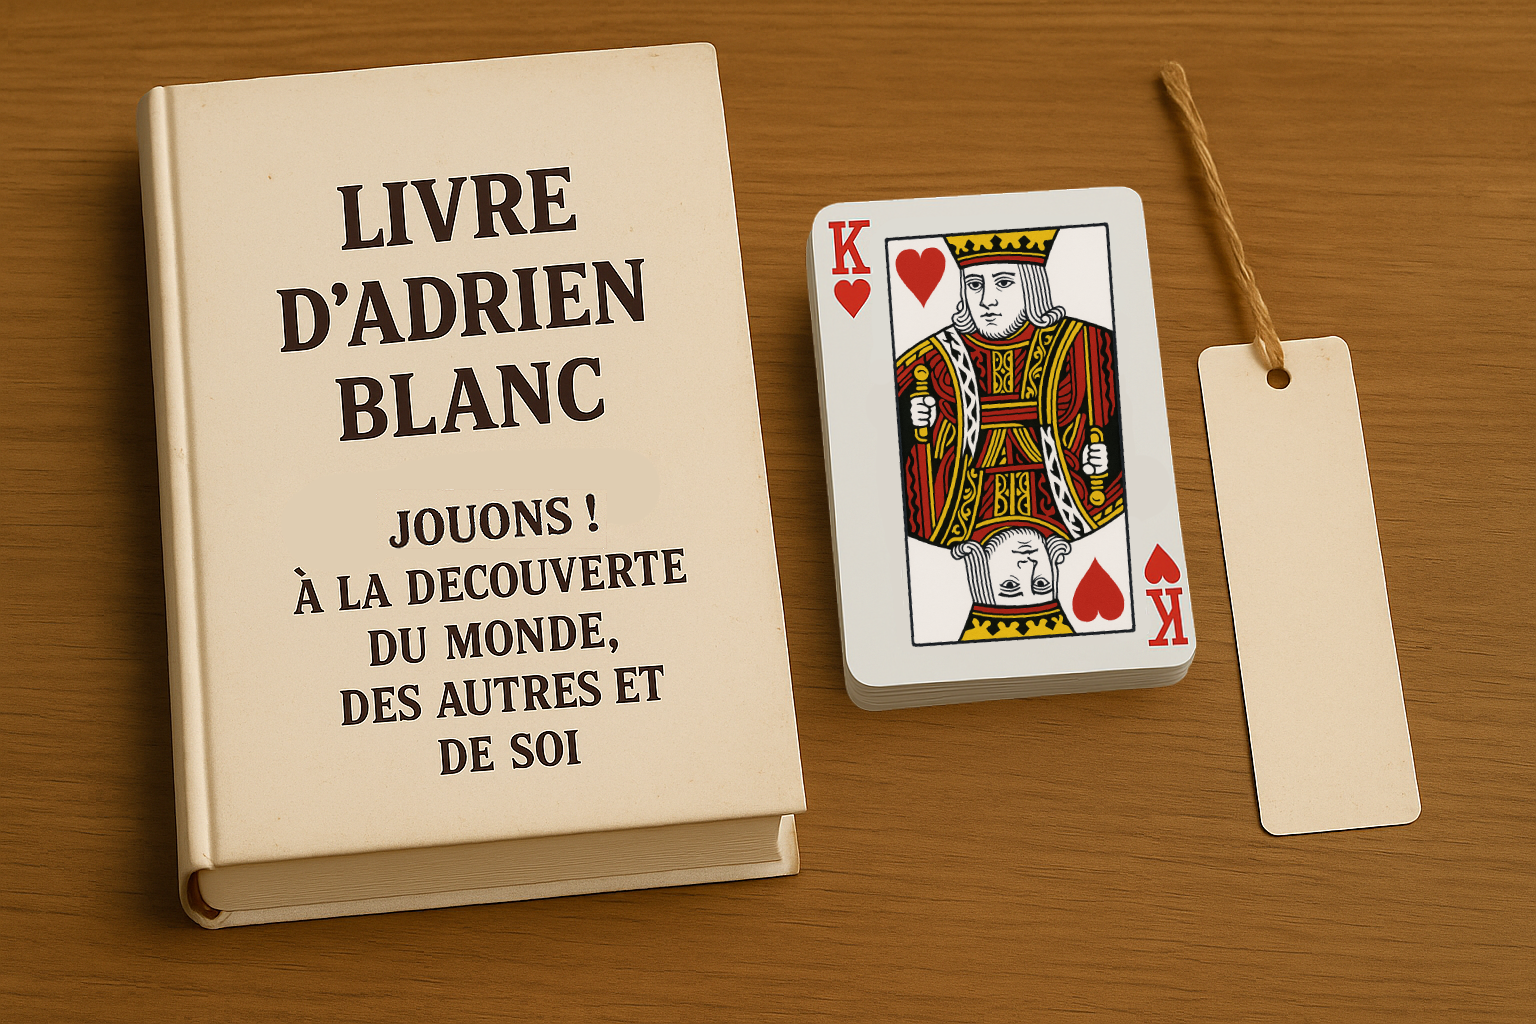 LIVRE
D'ADRIEN
BLANC
JOUONS !
À LA DECOUVERTE
DU MONDE,
DES AUTRES ET
DE SOI
K
K